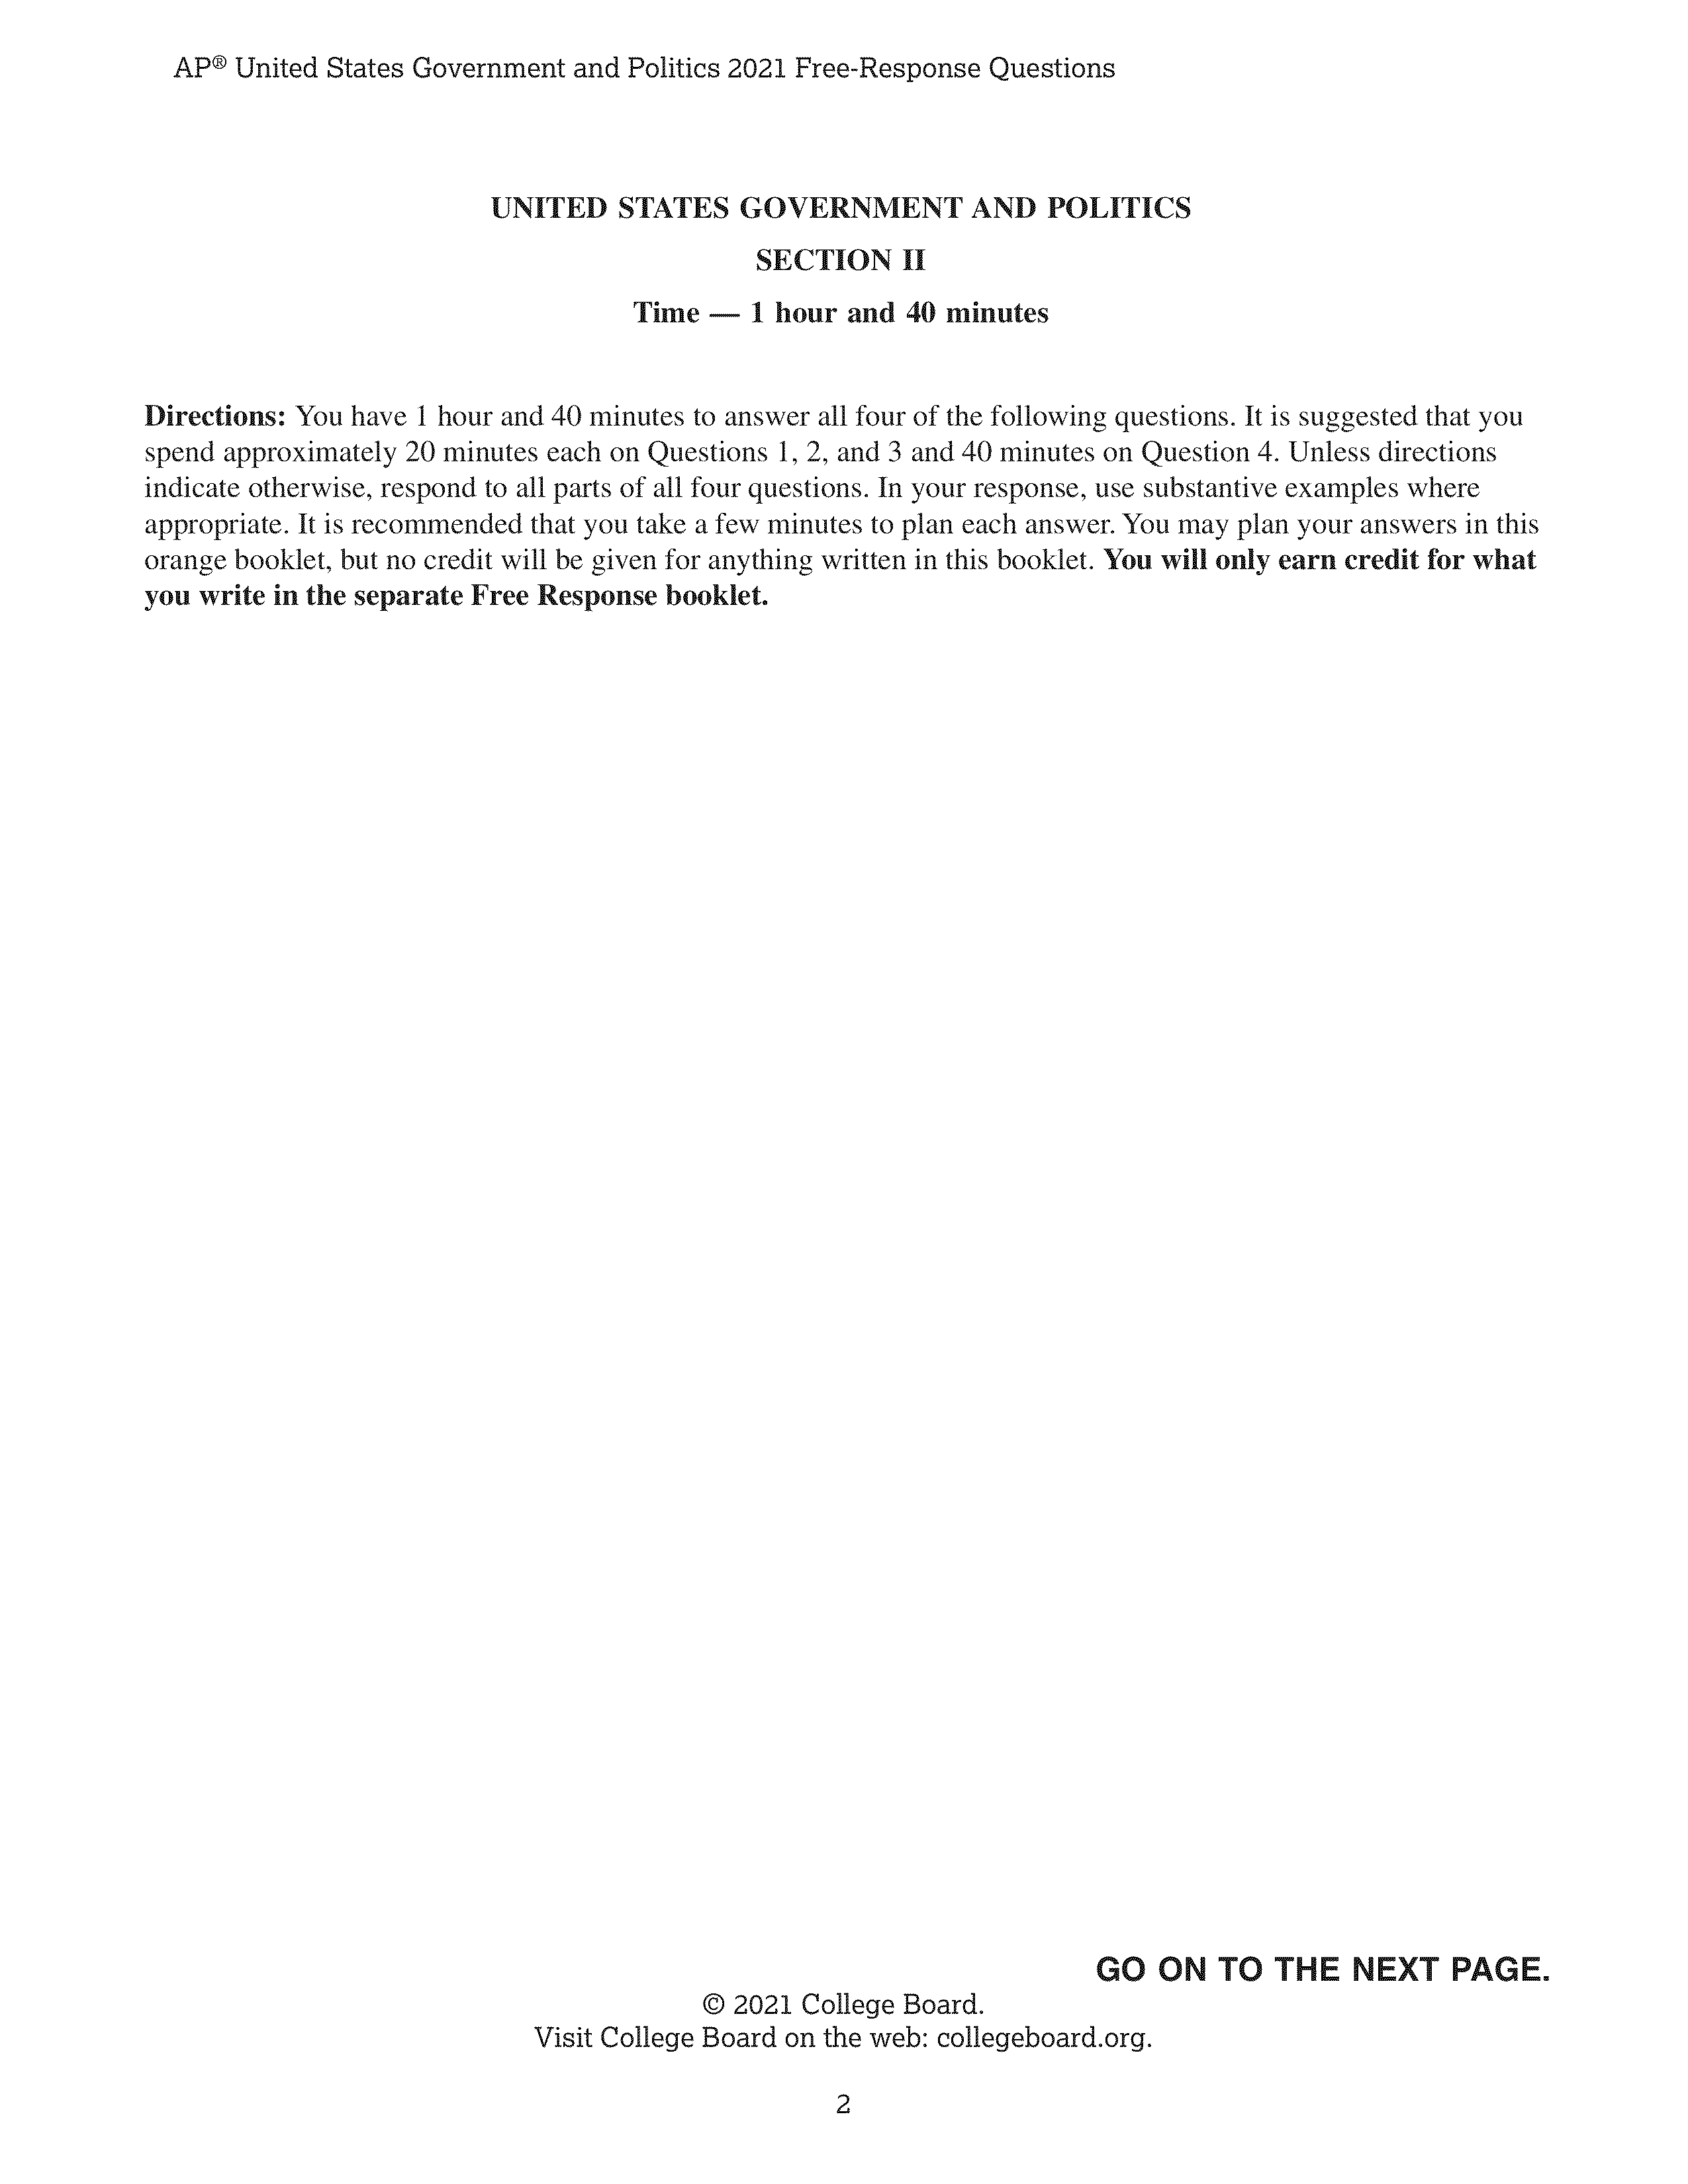 AP® United States Government and Politics 2021 Free-Response Questions
UNITED STATES GOVERNMENT AND POLITICS
SECTION II
Time — 1 hour and 40 minutes
Directions: You have 1 hour and 40 minutes to answer all four of the following questions. It is suggested that you
spend approximately 20 minutes each on Questions 1, 2, and 3 and 40 minutes on Question 4. Unless directions
indicate otherwise, respond to all parts of all four questions. In your response, use substantive examples where
appropriate. It is recommended that you take a few minutes to plan each answer. You may plan your answers in this
orange booklet, but no credit will be given for anything written in this booklet. You will only earn credit for what
you write in the separate Free Response booklet.
GO ON TO THE NEXT PAGE.
© 2021 College Board.
Visit College Board on the web: collegeboard.org.
2